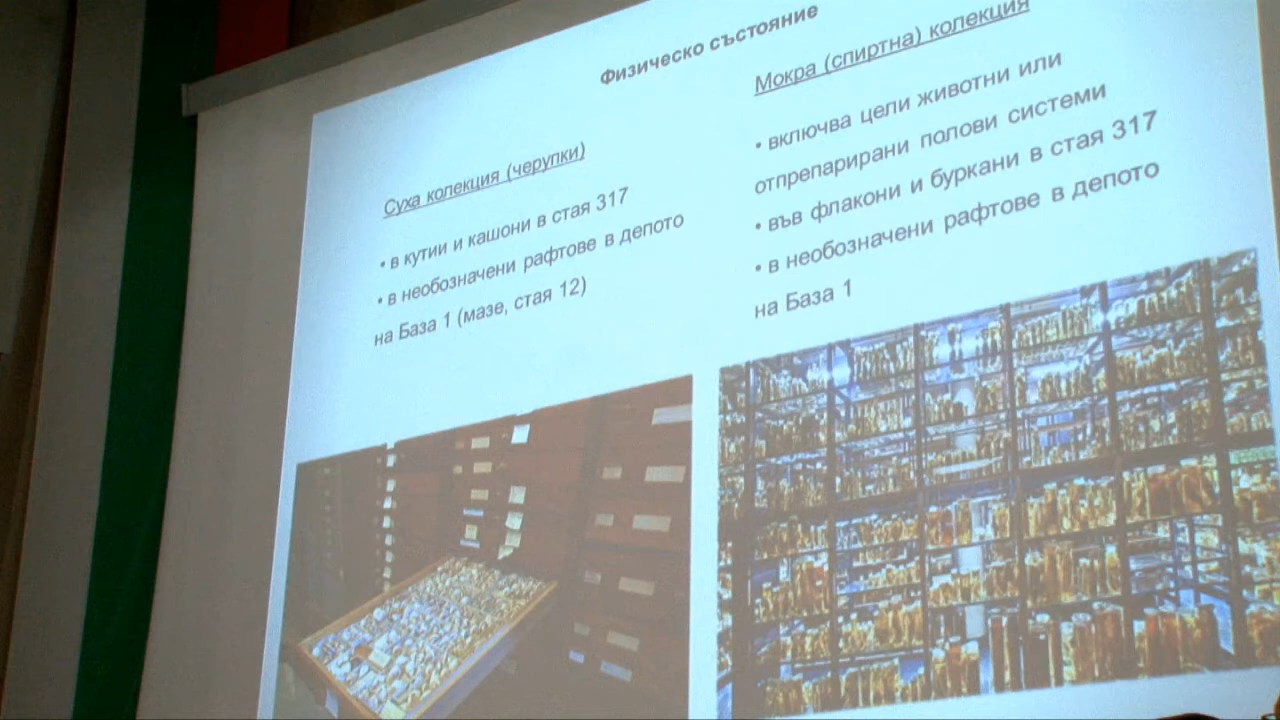 Физическо състояние
Суха колекция (черупки)
• в кутии и кашони в стая 317
• в необозначени рафтове в депото
на База 1 (мазе, стая 12)
Мокра (спиртна) колекция
• включва цели животни или
отпрепарирани полови системи
• във флакони и буркани в стая 317
• в необозначени рафтове в депото
на База 1